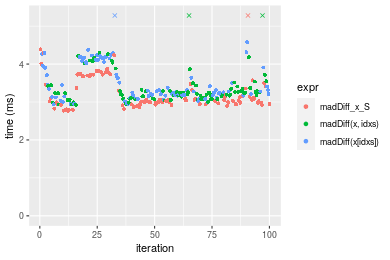 time (ms)
4
2
0
0
25
50
75
100
iteration
expr
madDiff_x_S
madDiff(x, idxs)
madDiff(x[idxs])